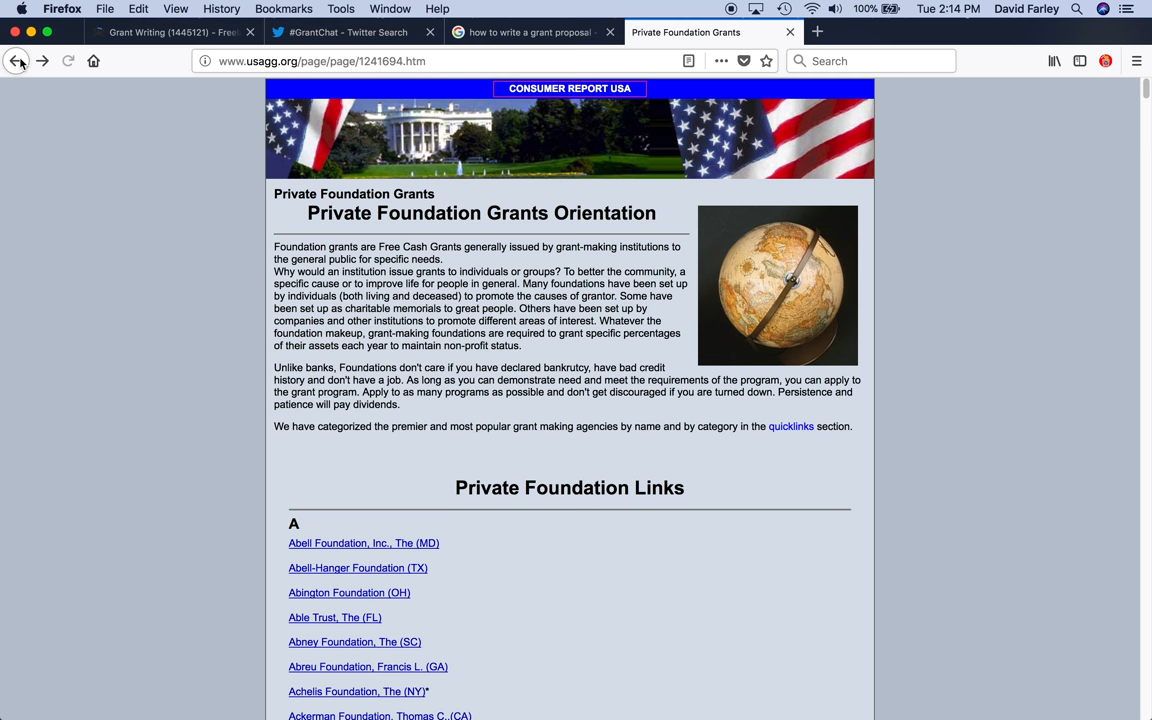 Firefox File Edit View History Bookmarks Tools Window Help 100% Tue 2:14 PM David Farley
Grant Writing (1445121) - Free
#GrantChat - Twitter Search
how to write a grant proposal -
Private Foundation Grants
www.usagg.org/page/page/1241694.htm
Search
CONSUMER REPORT USA
Private Foundation Grants
Private Foundation Grants Orientation
Foundation grants are Free Cash Grants generally issued by grant-making institutions to
the general public for specific needs.
Why would an institution issue grants to individuals or groups? To better the community, a
specific cause or to improve life for people in general. Many foundations have been set up
by individuals (both living and deceased) to promote the causes of grantor. Some have
been set up as charitable memorials to great people. Others have been set up by
companies and other institutions to promote different areas of interest. Whatever the
foundation makeup, grant-making foundations are required to grant specific percentages
of their assets each year to maintain non-profit status.
Unlike banks, Foundations don't care if you have declared bankrutcy, have bad credit
history and don't have a job. As long as you can demonstrate need and meet the requirements of the program, you can apply to
the grant program. Apply to as many programs as possible and don't get discouraged if you are turned down. Persistence and
patience will pay dividends.
We have categorized the premier and most popular grant making agencies by name and by category in the quicklinks section.
Private Foundation Links
A
Abell Foundation, Inc., The (MD)
Abell-Hanger Foundation (TX)
Abington Foundation (OH)
Able Trust, The (FL)
Abney Foundation, The (SC)
Abreu Foundation, Francis L. (GA)
Achelis Foundation, The (NY)*
Ackerman Foundation, Thomas C.,(CA)